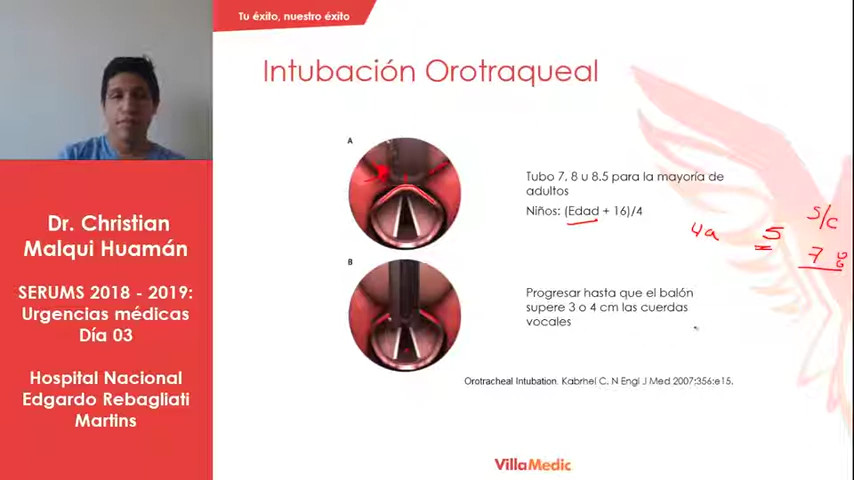 Tu éxito, nuestro éxito
Intubación Orotraqueal
A
Tubo 7, 8 u 8.5 para la mayoría de
adultos
Niños: (Edad + 16)/4
S/C
4a
5
7
B
Progresar hasta que el balón
supere 3 o 4 cm las cuerdas
vocales
Orotracheal Intubation. Kabrhel C. N Engl J Med 2007;356:e15.
VillaMedic
Dr. Christian
Malqui Huamán
SERUMS 2018 - 2019:
Urgencias médicas
Día 03
Hospital Nacional
Edgardo Rebagliati
Martins